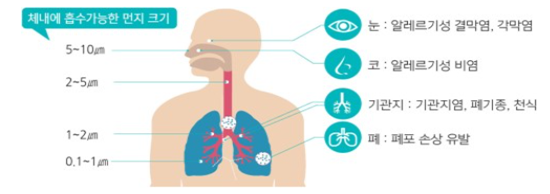 체내에 흡수가능한 먼지 크기
5~10㎛
2~5㎛
1~2㎛
0.1~1㎛
눈 : 알레르기성 결막염, 각막염
코 : 알레르기성 비염
기관지 : 기관지염, 폐기종, 천식
폐 : 폐포 손상 유발